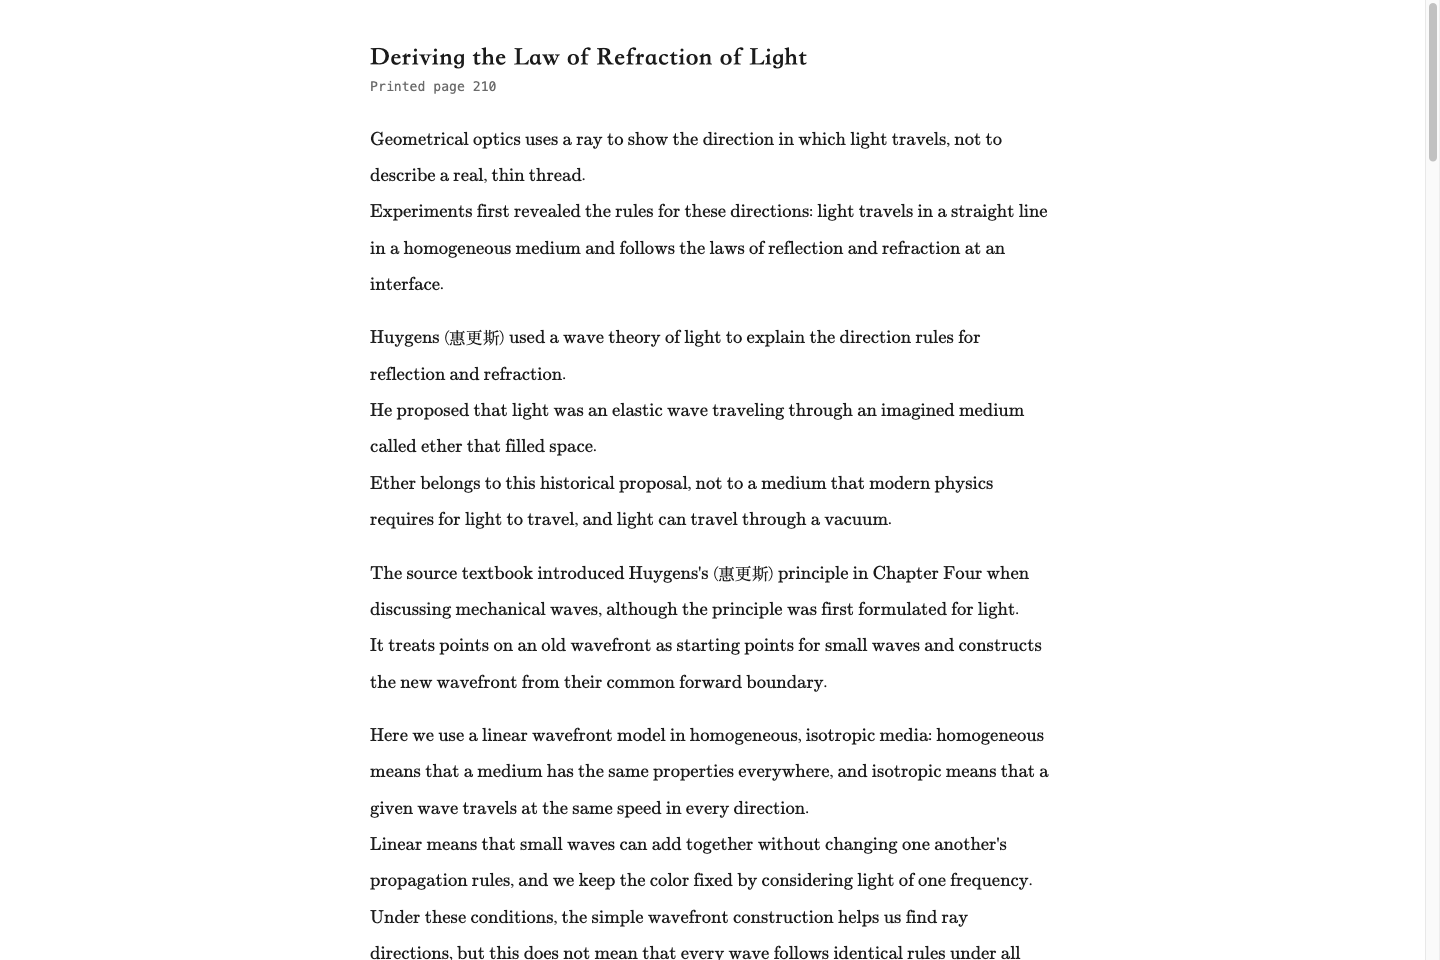 Deriving the Law of Refraction of Light
Printed page 210
Geometrical optics uses a ray to show the direction in which light travels, not to
describe a real, thin thread.
Experiments first revealed the rules for these directions: light travels in a straight line
in a homogeneous medium and follows the laws of reflection and refraction at an
interface.
Huygens (惠更斯) used a wave theory of light to explain the direction rules for
reflection and refraction.
He proposed that light was an elastic wave traveling through an imagined medium
called ether that filled space.
Ether belongs to this historical proposal, not to a medium that modern physics
requires for light to travel, and light can travel through a vacuum.
The source textbook introduced Huygens's (惠更斯) principle in Chapter Four when
discussing mechanical waves, although the principle was first formulated for light.
It treats points on an old wavefront as starting points for small waves and constructs
the new wavefront from their common forward boundary.
Here we use a linear wavefront model in homogeneous, isotropic media: homogeneous
means that a medium has the same properties everywhere, and isotropic means that a
given wave travels at the same speed in every direction.
Linear means that small waves can add together without changing one another's
propagation rules, and we keep the color fixed by considering light of one frequency.
Under these conditions, the simple wavefront construction helps us find ray
directions, but this does not mean that every wave follows identical rules under all